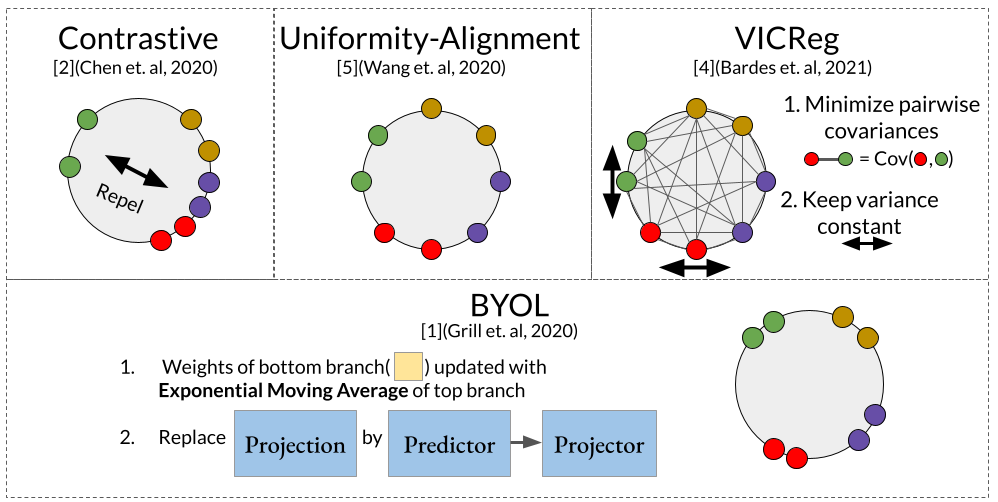 Contrastive
[2](Chen et. al, 2020)
Repel
Uniformity-Alignment
[5](Wang et. al, 2020)
VICReg
[4](Bardes et. al, 2021)
1. Minimize pairwise
covariances
= Cov( , )
2. Keep variance
constant
BYOL
[1](Grill et. al, 2020)
1. Weights of bottom branch( ) updated with
Exponential Moving Average of top branch
2. Replace Projection by Predictor Projector